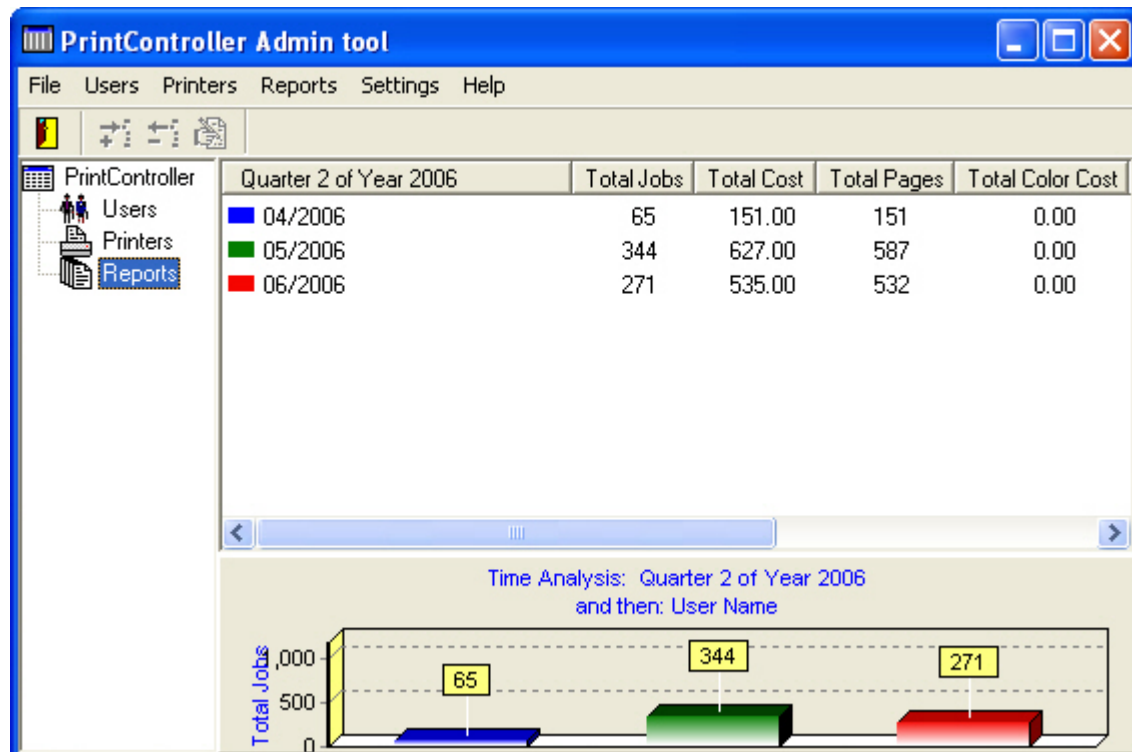 PrintController Admin tool
File Users Printers Reports Settings Help
PrintController
Users
Printers
Reports
Quarter 2 of Year 2006 Total Jobs Total Cost Total Pages Total Color Cost
04/2006 65 151.00 151 0.00
05/2006 344 627.00 587 0.00
06/2006 271 535.00 532 0.00
Time Analysis: Quarter 2 of Year 2006
and then: User Name
Total Jobs
1,000
500
0
65
344
271